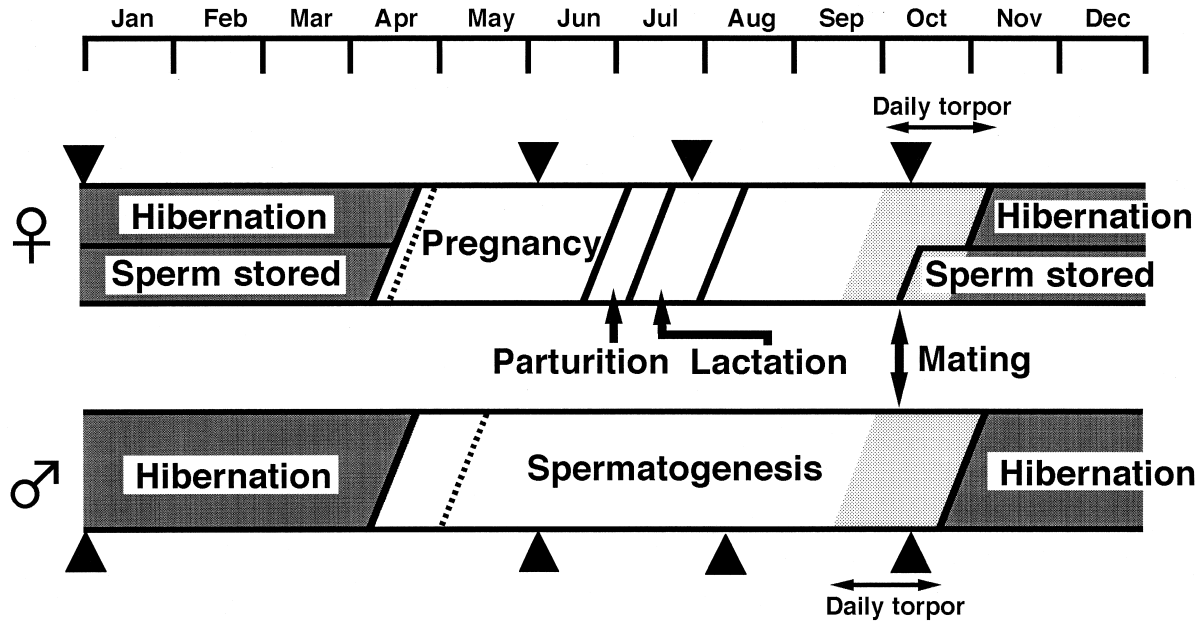 Jan Feb Mar Apr May Jun Jul Aug Sep Oct Nov Dec
Daily torpor
♀
Hibernation
Sperm stored
Pregnancy
Hibernation
Sperm stored
Parturition
Lactation
Mating
♂
Hibernation
Spermatogenesis
Hibernation
Daily torpor